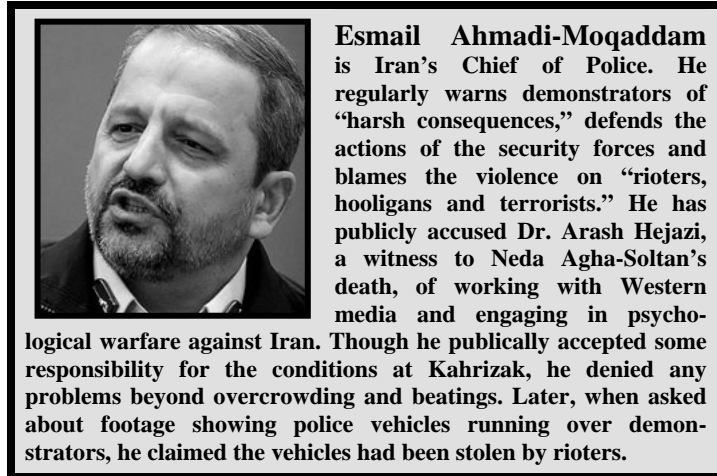 Esmail Ahmadi-Moqaddam
is Iran's Chief of Police. He
regularly warns demonstrators of
“harsh consequences,” defends the
actions of the security forces and
blames the violence on “rioters,
hooligans and terrorists.” He has
publicly accused Dr. Arash Hejazi,
a witness to Neda Agha-Soltan’s
death, of working with Western
media and engaging in psycho-
logical warfare against Iran. Though he publically accepted some
responsibility for the conditions at Kahrizak, he denied any
problems beyond overcrowding and beatings. Later, when asked
about footage showing police vehicles running over demon-
strators, he claimed the vehicles had been stolen by rioters.